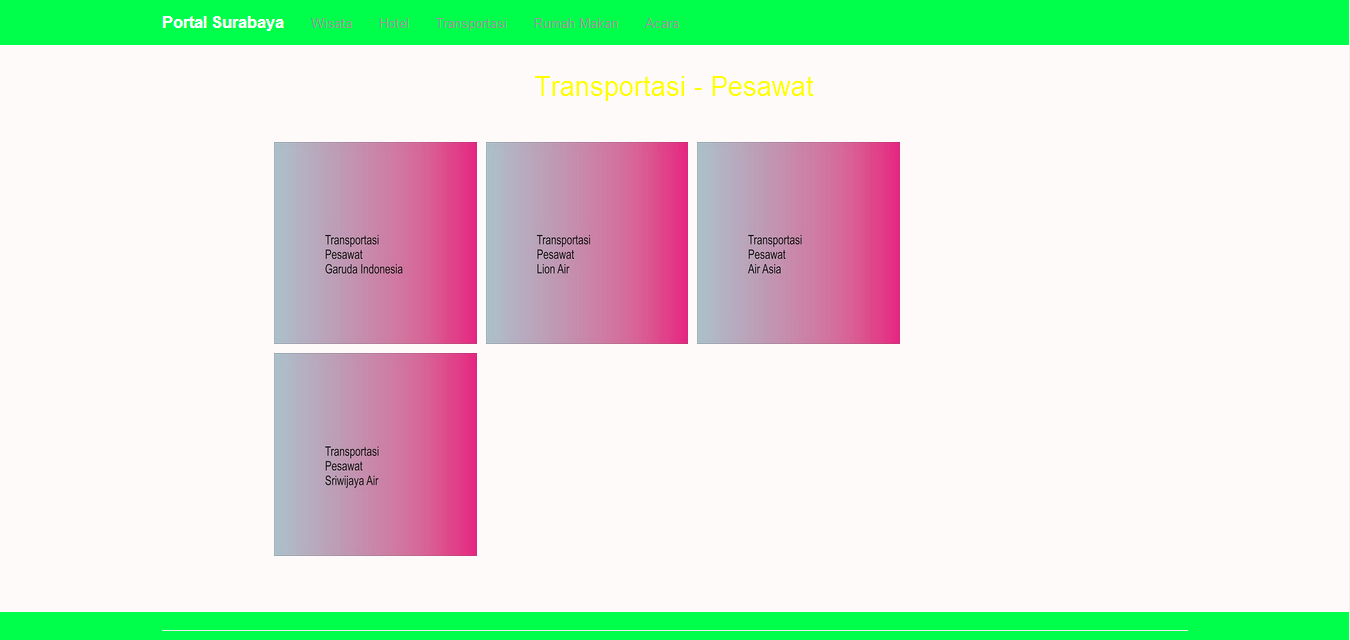 Portal Surabaya Wisata Hotel Transportasi Rumah Makan Acara
Transportasi - Pesawat
Transportasi
Pesawat
Garuda Indonesia
Transportasi
Pesawat
Lion Air
Transportasi
Pesawat
Air Asia
Transportasi
Pesawat
Sriwijaya Air